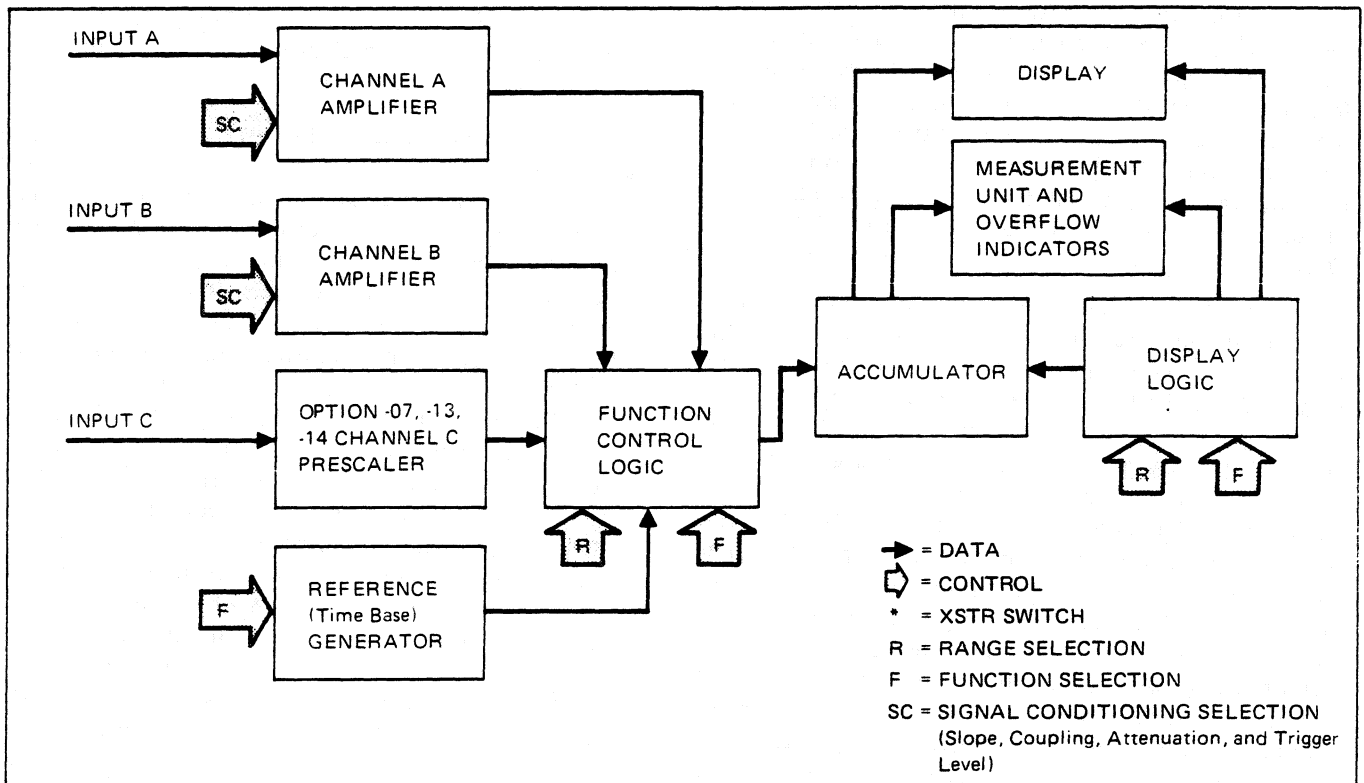 INPUT A
CHANNEL A
AMPLIFIER
SC
INPUT B
CHANNEL B
AMPLIFIER
SC
INPUT C
OPTION -07, -13,
-14 CHANNEL C
PRESCALER
F
REFERENCE
(Time Base)
GENERATOR
FUNCTION
CONTROL
LOGIC
R
F
DISPLAY
MEASUREMENT
UNIT AND
OVERFLOW
INDICATORS
ACCUMULATOR
DISPLAY
LOGIC
R
F
= DATA
= CONTROL
* = XSTR SWITCH
R = RANGE SELECTION
F = FUNCTION SELECTION
SC = SIGNAL CONDITIONING SELECTION
(Slope, Coupling, Attenuation, and Trigger
Level)